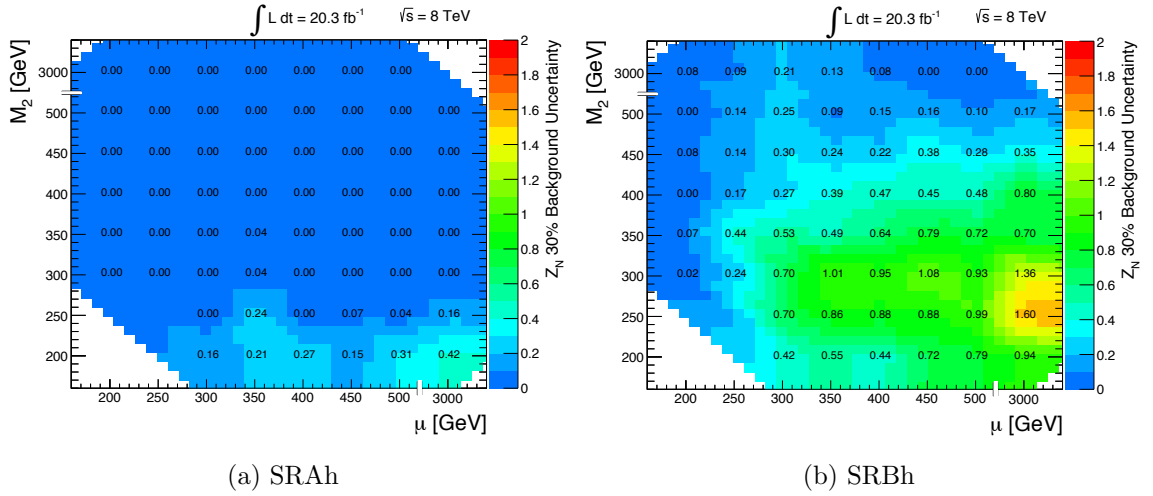 ∫ L dt = 20.3 fb⁻¹ √s = 8 TeV
M₂ [GeV]
3000
500
450
400
350
300
250
200
0.00 0.00 0.00 0.00 0.00 0.00 0.00
0.00 0.00 0.00 0.00 0.00 0.00 0.00 0.00
0.00 0.00 0.00 0.00 0.00 0.00 0.00 0.00
0.00 0.00 0.00 0.00 0.00 0.00 0.00 0.00
0.00 0.00 0.00 0.04 0.00 0.00 0.00 0.00
0.00 0.00 0.00 0.04 0.00 0.00 0.00 0.00
0.00 0.24 0.00 0.07 0.04 0.16
0.16 0.21 0.27 0.15 0.31 0.42
200 250 300 350 400 450 500 3000
μ [GeV]
2
1.8
1.6
1.4
1.2
1
0.8
0.6
0.4
0.2
0
Z_N 30% Background Uncertainty
(a) SRAh
∫ L dt = 20.3 fb⁻¹ √s = 8 TeV
M₂ [GeV]
3000
500
450
400
350
300
250
200
0.08 0.09 0.21 0.13 0.08 0.00 0.00
0.00 0.14 0.25 0.09 0.15 0.16 0.10 0.17
0.08 0.14 0.30 0.24 0.22 0.38 0.28 0.35
0.00 0.17 0.27 0.39 0.47 0.45 0.48 0.80
0.07 0.44 0.53 0.49 0.64 0.79 0.72 0.70
0.02 0.24 0.70 1.01 0.95 1.08 0.93 1.36
0.70 0.86 0.88 0.88 0.99 1.60
0.42 0.55 0.44 0.72 0.79 0.94
200 250 300 350 400 450 500 3000
μ [GeV]
2
1.8
1.6
1.4
1.2
1
0.8
0.6
0.4
0.2
0
Z_N 30% Background Uncertainty
(b) SRBh